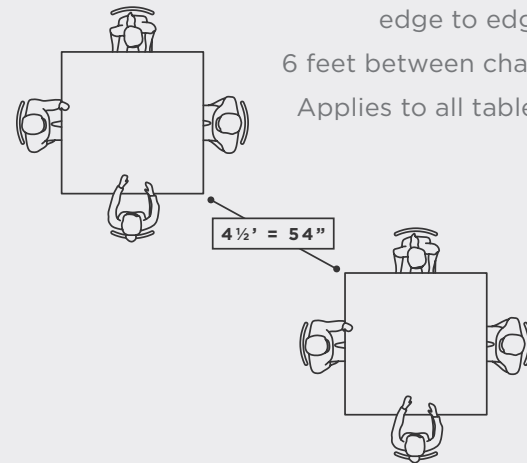 edge to edg
6 feet between cha
Applies to all table
4½’ = 54”